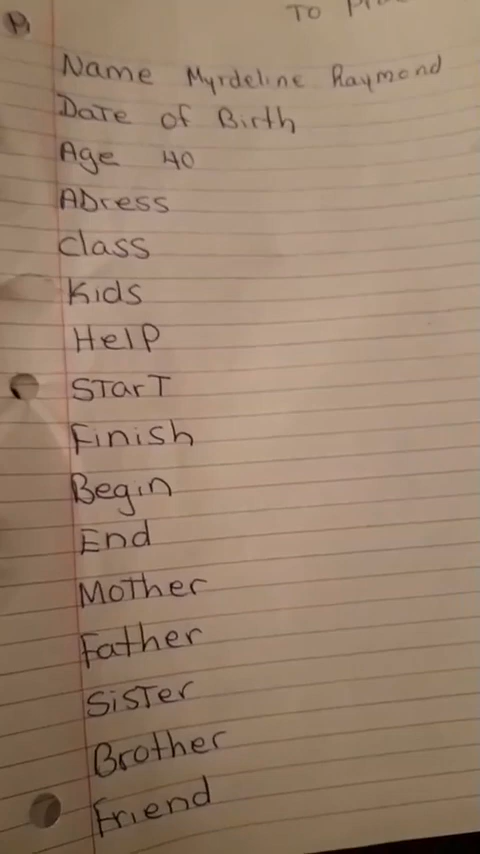 To
Name Myrdeline Raymond
Date of Birth
Age 40
ADress
class
Kids
Help
STarT
Finish
Begin
End
MoTher
Father
SisTer
Brother
Friend